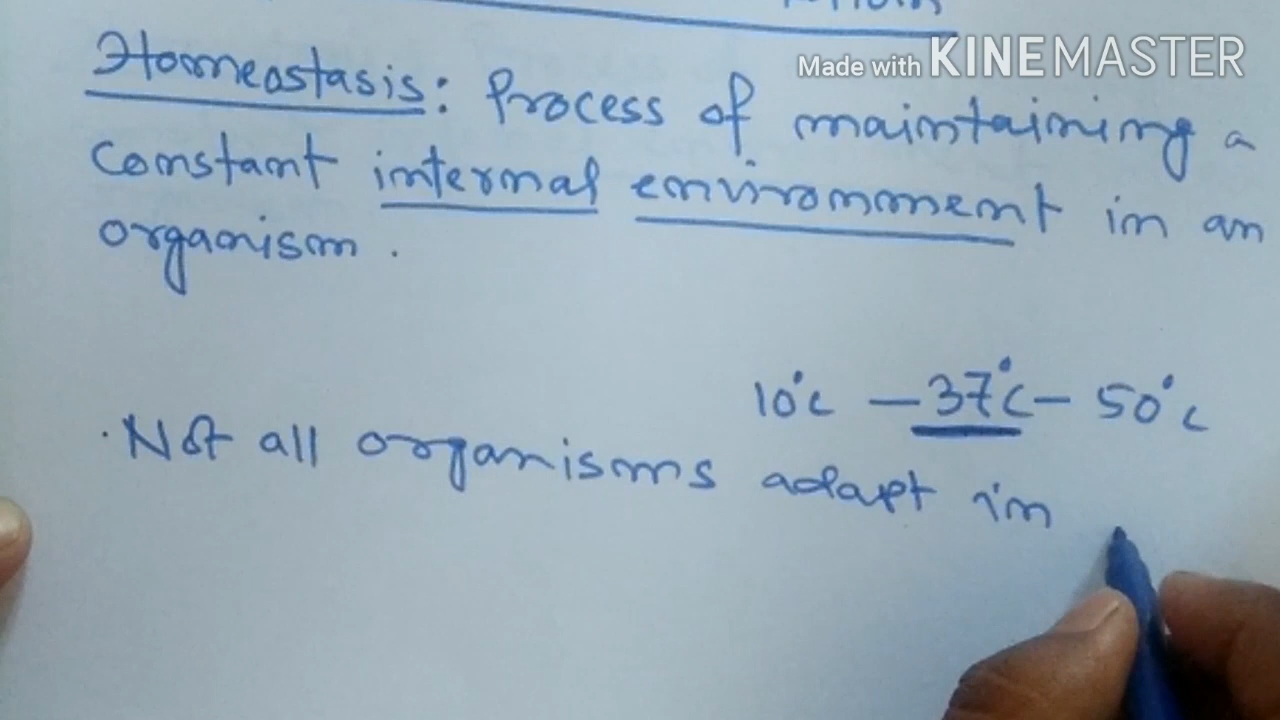 Made with KINEMASTER
Homeostasis: Process of maintaining a
constant internal environment in an
organism.
10°C – 37°C – 50°C
· Not all organisms adapt in